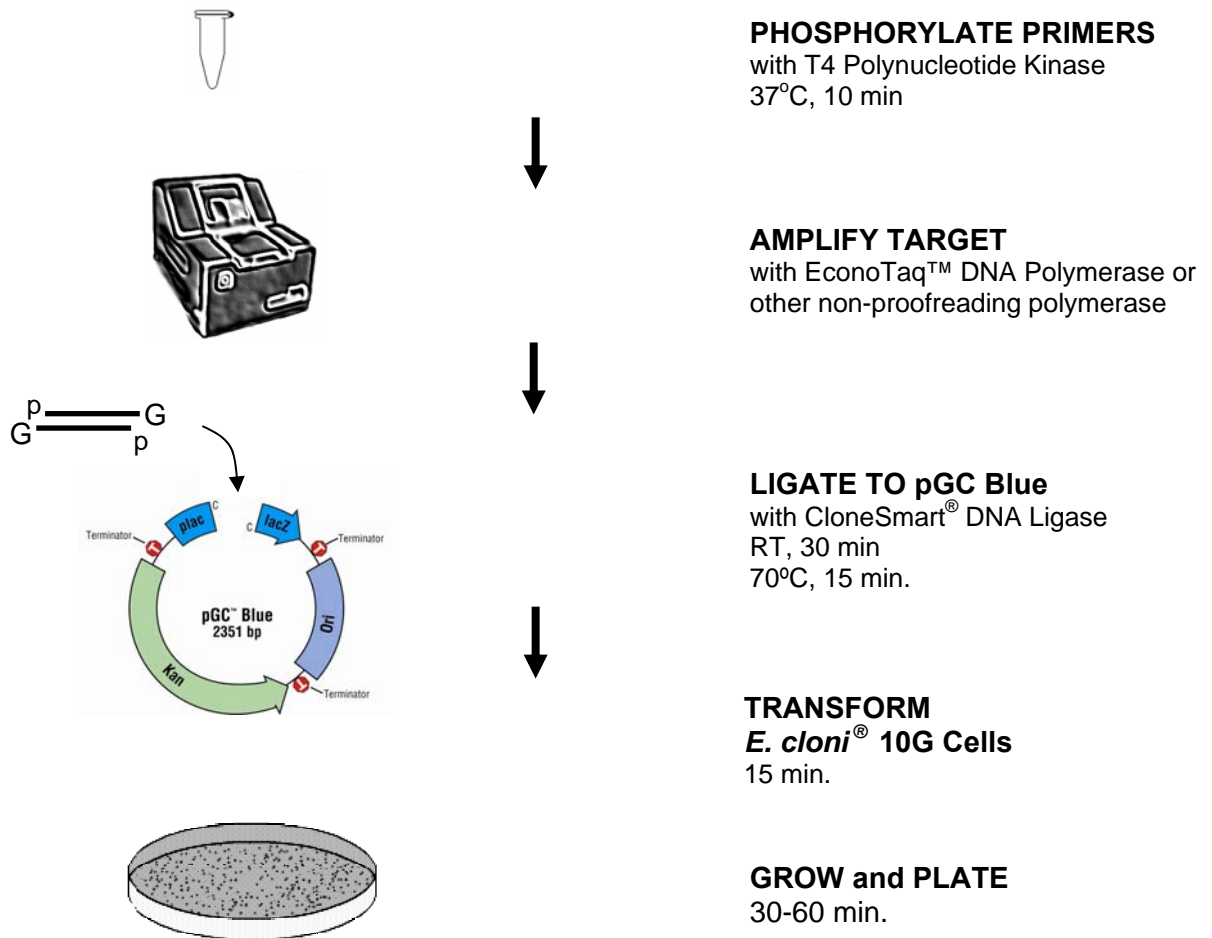 PHOSPHORYLATE PRIMERS
with T4 Polynucleotide Kinase
37°C, 10 min
AMPLIFY TARGET
with EconoTaq™ DNA Polymerase or
other non-proofreading polymerase
p G
G p
LIGATE TO pGC Blue
with CloneSmart® DNA Ligase
RT, 30 min
70ºC, 15 min.
C
plac
C
lacZ
Terminator
T
T
Terminator
pGC™ Blue
2351 bp
Ori
Kan
T
Terminator
TRANSFORM
E. cloni® 10G Cells
15 min.
GROW and PLATE
30-60 min.